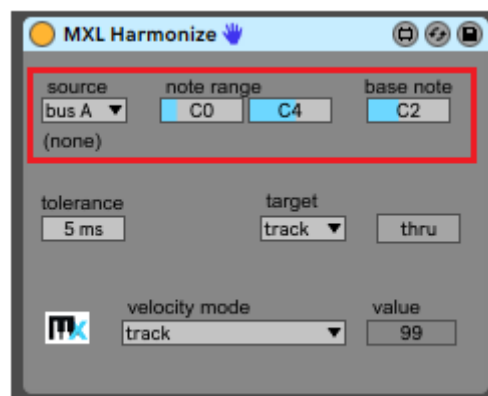 MXL Harmonize
source note range base note
bus A C0 C4 C2
(none)
tolerance target
5 ms track thru
velocity mode value
mx track 99